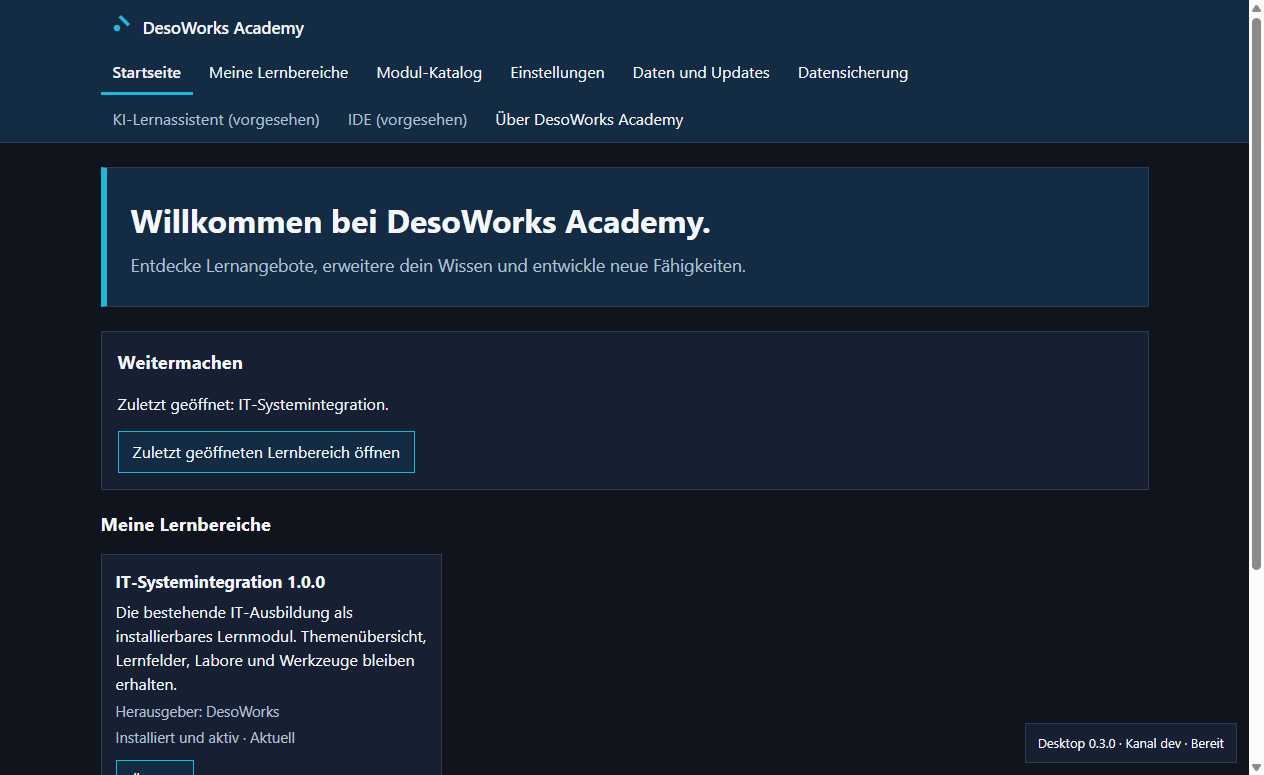 DesoWorks Academy
Startseite Meine Lernbereiche Modul-Katalog Einstellungen Daten und Updates Datensicherung
KI-Lernassistent (vorgesehen) IDE (vorgesehen) Über DesoWorks Academy
Willkommen bei DesoWorks Academy.
Entdecke Lernangebote, erweitere dein Wissen und entwickle neue Fähigkeiten.
Weitermachen
Zuletzt geöffnet: IT-Systemintegration.
Zuletzt geöffneten Lernbereich öffnen
Meine Lernbereiche
IT-Systemintegration 1.0.0
Die bestehende IT-Ausbildung als
installierbares Lernmodul. Themenübersicht,
Lernfelder, Labore und Werkzeuge bleiben
erhalten.
Herausgeber: DesoWorks
Installiert und aktiv · Aktuell
Desktop 0.3.0 · Kanal dev · Bereit